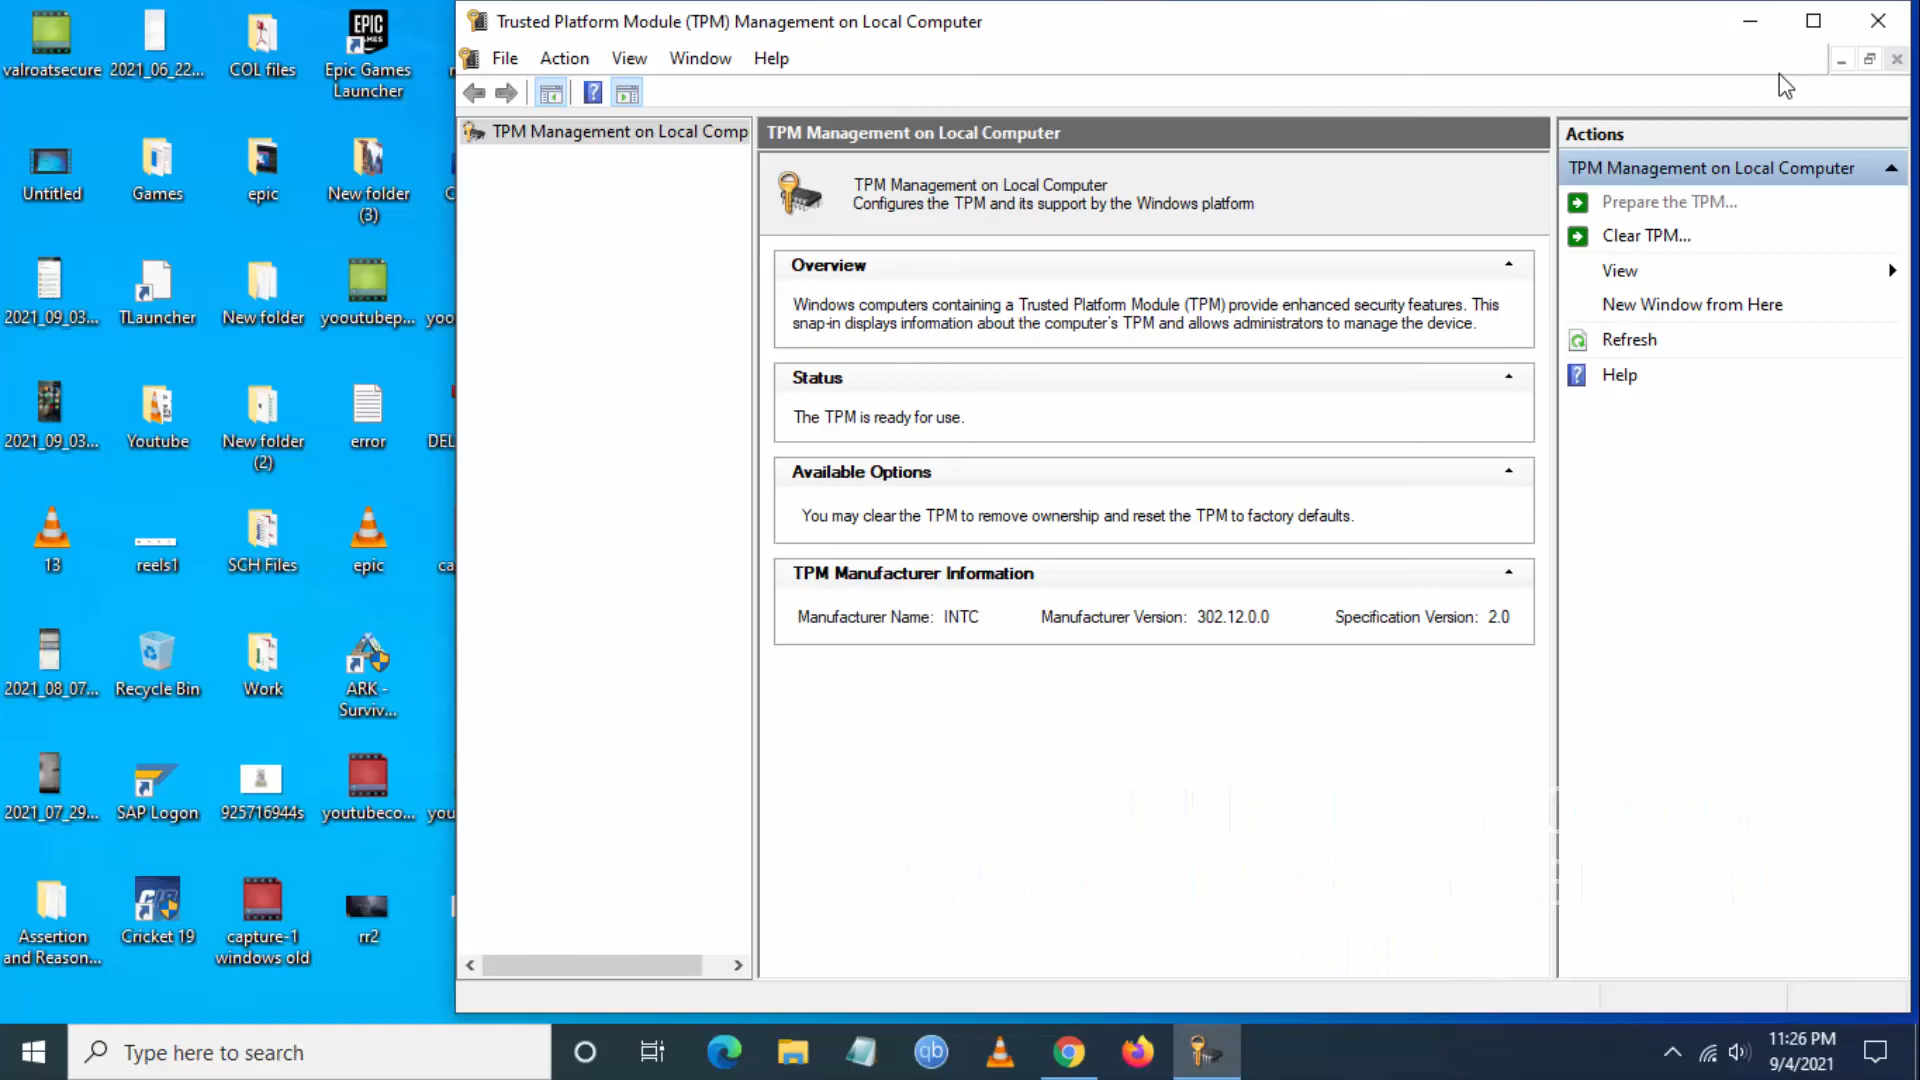 valroatsecure
2021_06_22...
COL files
Epic Games
Launcher
Untitled
Games
epic
New folder
(3)
2021_09_03...
TLauncher
New folder
yooutubep...
yoo
2021_09_03...
Youtube
New folder
(2)
error
DEL
13
reels1
SCH Files
epic
ca
2021_08_07...
Recycle Bin
Work
ARK -
Surviv...
2021_07_29...
SAP Logon
925716944s
youtubeco...
you
Assertion
and Reason...
Cricket 19
capture-1
windows old
rr2
Trusted Platform Module (TPM) Management on Local Computer
File Action View Window Help
TPM Management on Local Comp
TPM Management on Local Computer
TPM Management on Local Computer
Configures the TPM and its support by the Windows platform
Overview
Windows computers containing a Trusted Platform Module (TPM) provide enhanced security features. This
snap-in displays information about the computer's TPM and allows administrators to manage the device.
Status
The TPM is ready for use.
Available Options
You may clear the TPM to remove ownership and reset the TPM to factory defaults.
TPM Manufacturer Information
Manufacturer Name: INTC Manufacturer Version: 302.12.0.0 Specification Version: 2.0
Actions
TPM Management on Local Computer
Prepare the TPM...
Clear TPM...
View
New Window from Here
Refresh
Help
Type here to search
qb
11:26 PM
9/4/2021